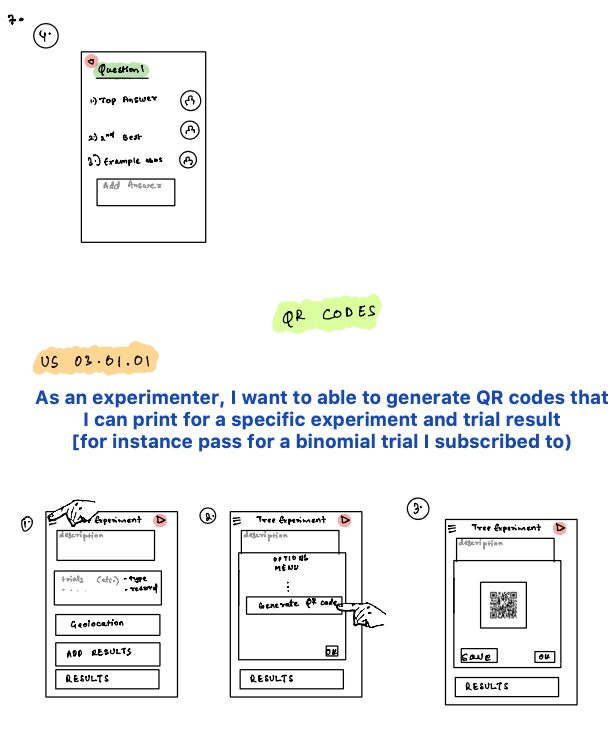 7.
4.
Question 1
1) Top Answer
2) 2nd Best
3.) Example
Add Answer
QR CODES
US 03.01.01
As an experimenter, I want to able to generate QR codes that
I can print for a specific experiment and trial result
[for instance pass for a binomial trial I subscribed to)
1.
Experiment
description
trials (etc.) - type
- record
Geolocation
ADD RESULTS
RESULTS
2.
Tree Experiment
description
OPTIONS
MENU
Generate QR code
OK
RESULTS
3.
Tree Experiment
description
SAVE
OK
RESULTS